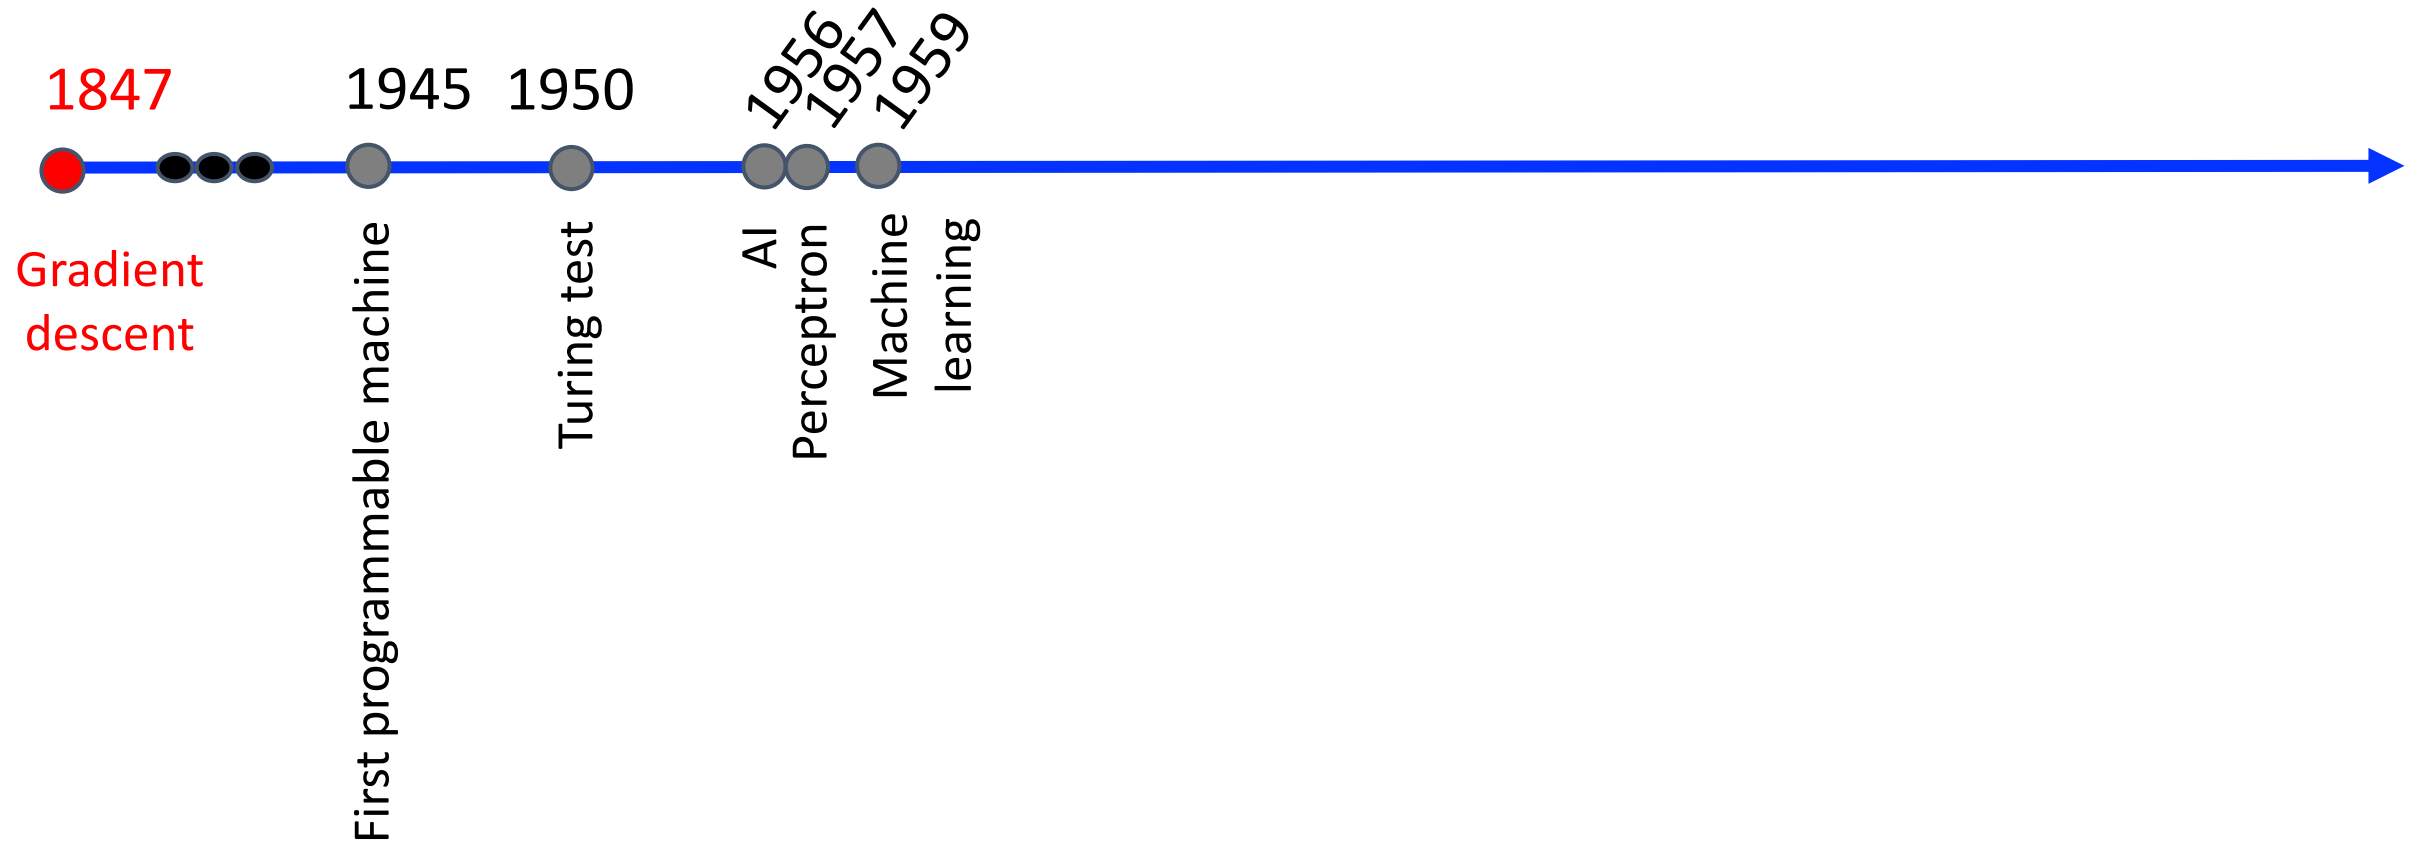 1847
1945
1950
1956
1957
1959
Gradient
descent
First programmable machine
Turing test
AI
Perceptron
Machine
learning